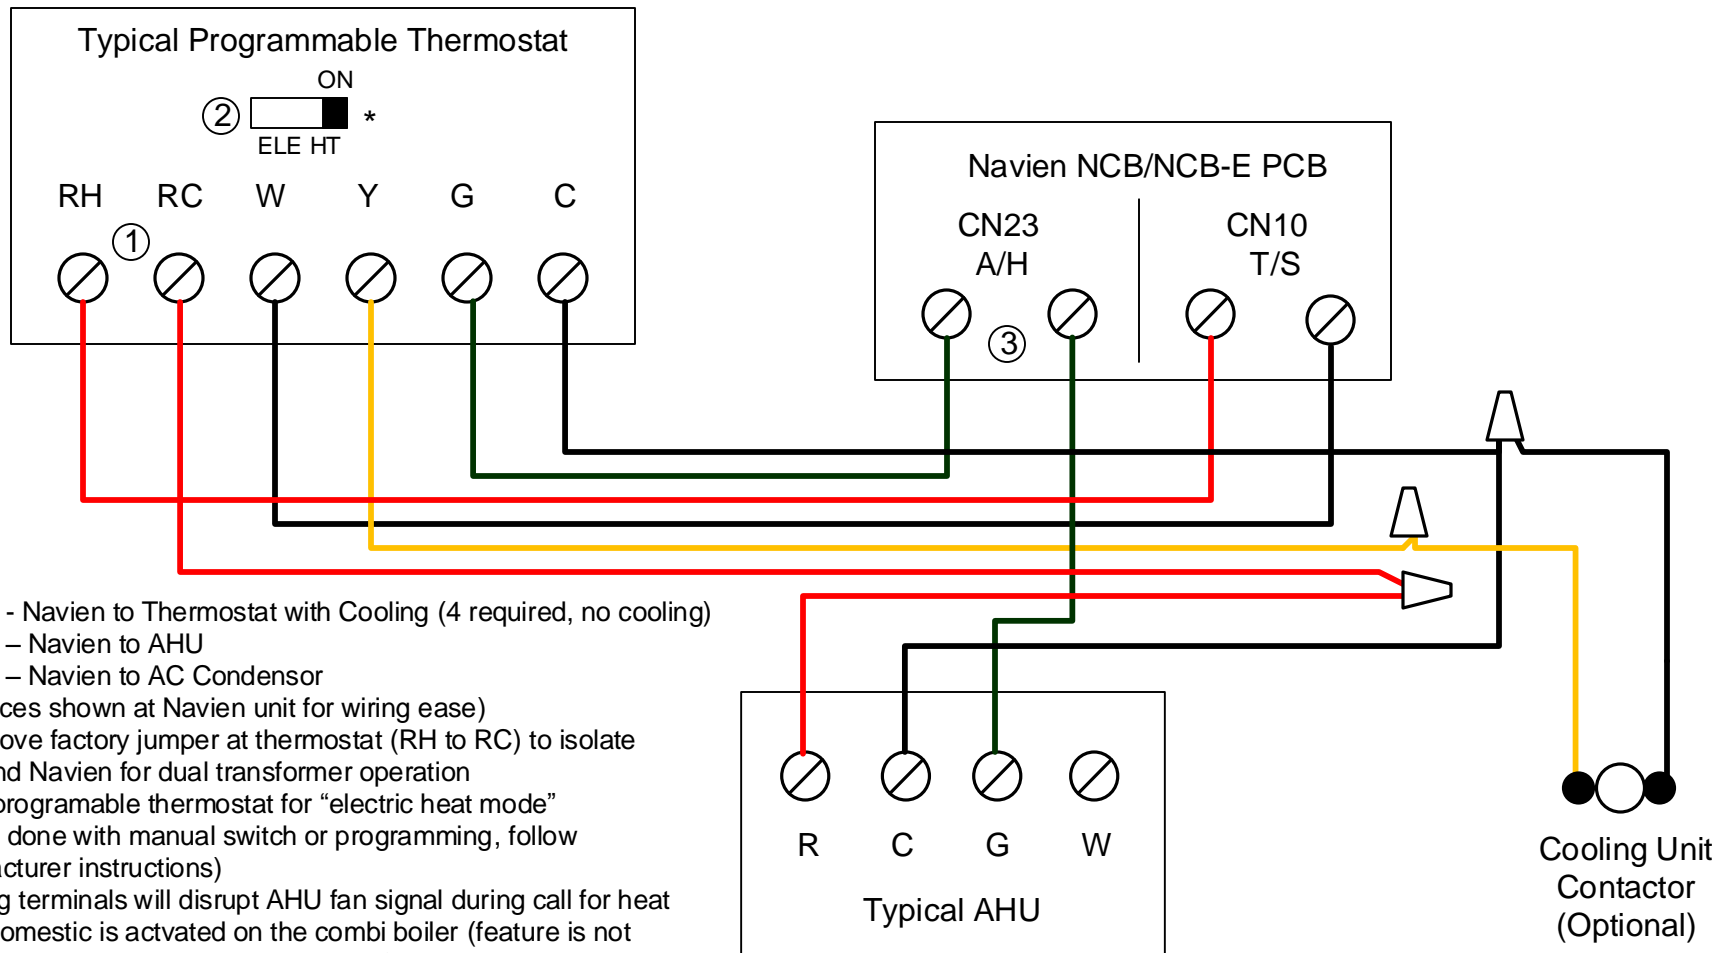 Typical Programmable Thermostat
ON
2
*
ELE HT
RH RC W Y G C
1
Navien NCB/NCB-E PCB
CN23 CN10
A/H T/S
3
- Navien to Thermostat with Cooling (4 required, no cooling)
– Navien to AHU
– Navien to AC Condensor
ces shown at Navien unit for wiring ease)
ove factory jumper at thermostat (RH to RC) to isolate
nd Navien for dual transformer operation
programable thermostat for “electric heat mode”
done with manual switch or programming, follow
cturer instructions)
g terminals will disrupt AHU fan signal during call for heat
omestic is actvated on the combi boiler (feature is not
R C G W
Typical AHU
Cooling Unit
Contactor
(Optional)